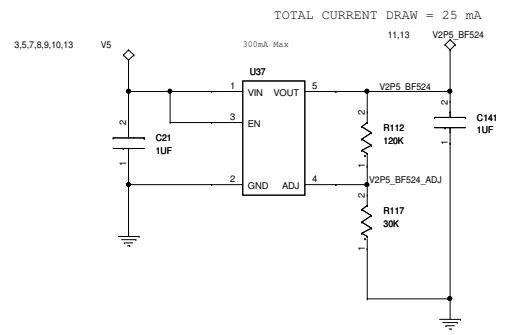 TOTAL CURRENT DRAW = 25 mA
3,5,7,8,9,10,13 V5
300mA Max
11,13 V2P5_BF524
U37
1 VIN VOUT 5 V2P5_BF524
3 EN
2
C21
1UF
1
2
R112
120K
1
2
C141
1UF
1
2 GND ADJ 4 V2P5_BF524_ADJ
2
R117
30K
1